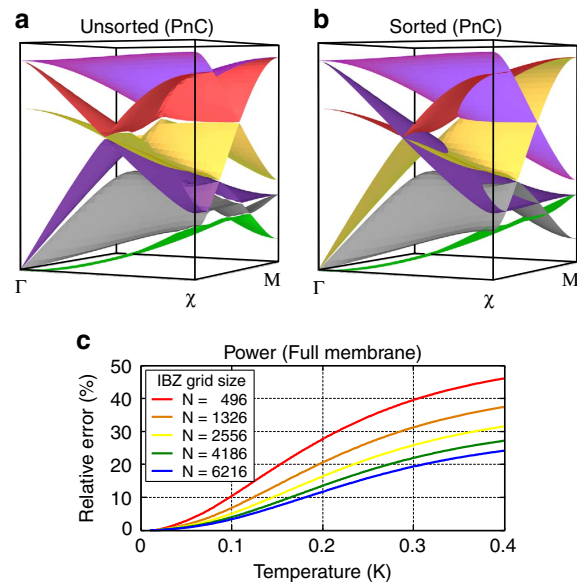 a Unsorted (PnC)
b Sorted (PnC)
Γ
χ
M
Γ
χ
M
c Power (Full membrane)
Relative error (%)
50
40
30
20
10
0
IBZ grid size
N = 496
N = 1326
N = 2556
N = 4186
N = 6216
0 0.1 0.2 0.3 0.4
Temperature (K)